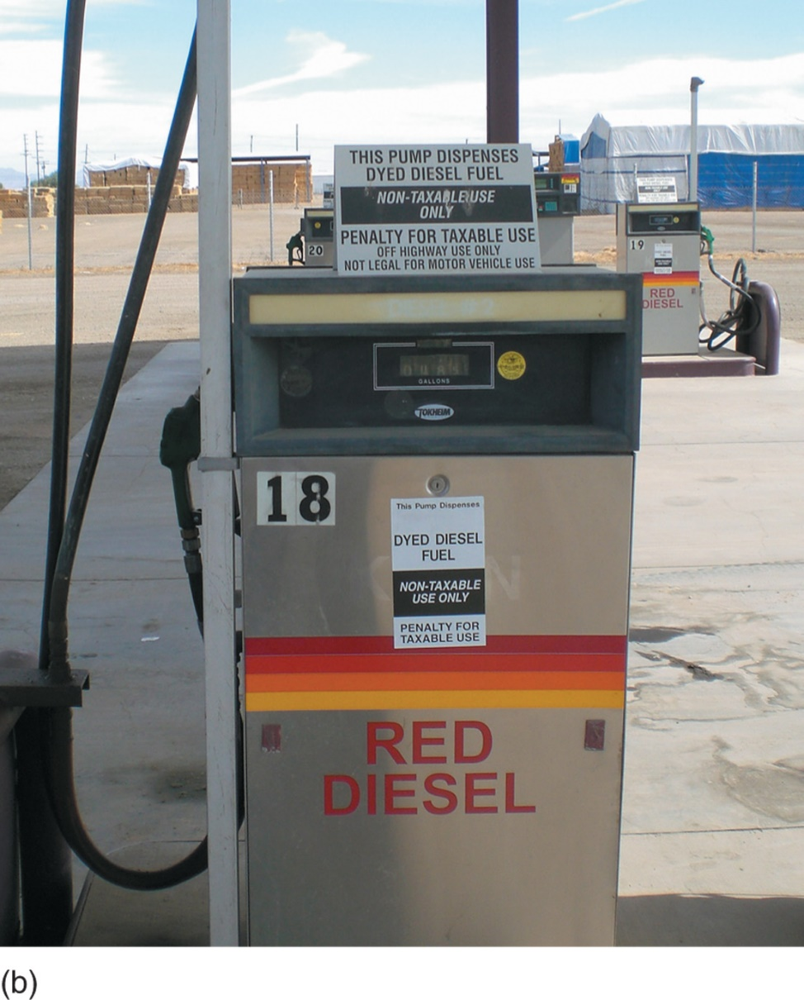 THIS PUMP DISPENSES
DYED DIESEL FUEL
NON-TAXABLE USE
ONLY
PENALTY FOR TAXABLE USE
OFF HIGHWAY USE ONLY
NOT LEGAL FOR MOTOR VEHICLE USE
20
19
RED
DIESEL
GALLONS
TOKHEIM
18
This Pump Dispenses
DYED DIESEL
FUEL
NON-TAXABLE
USE ONLY
PENALTY FOR
TAXABLE USE
RED
DIESEL
(b)